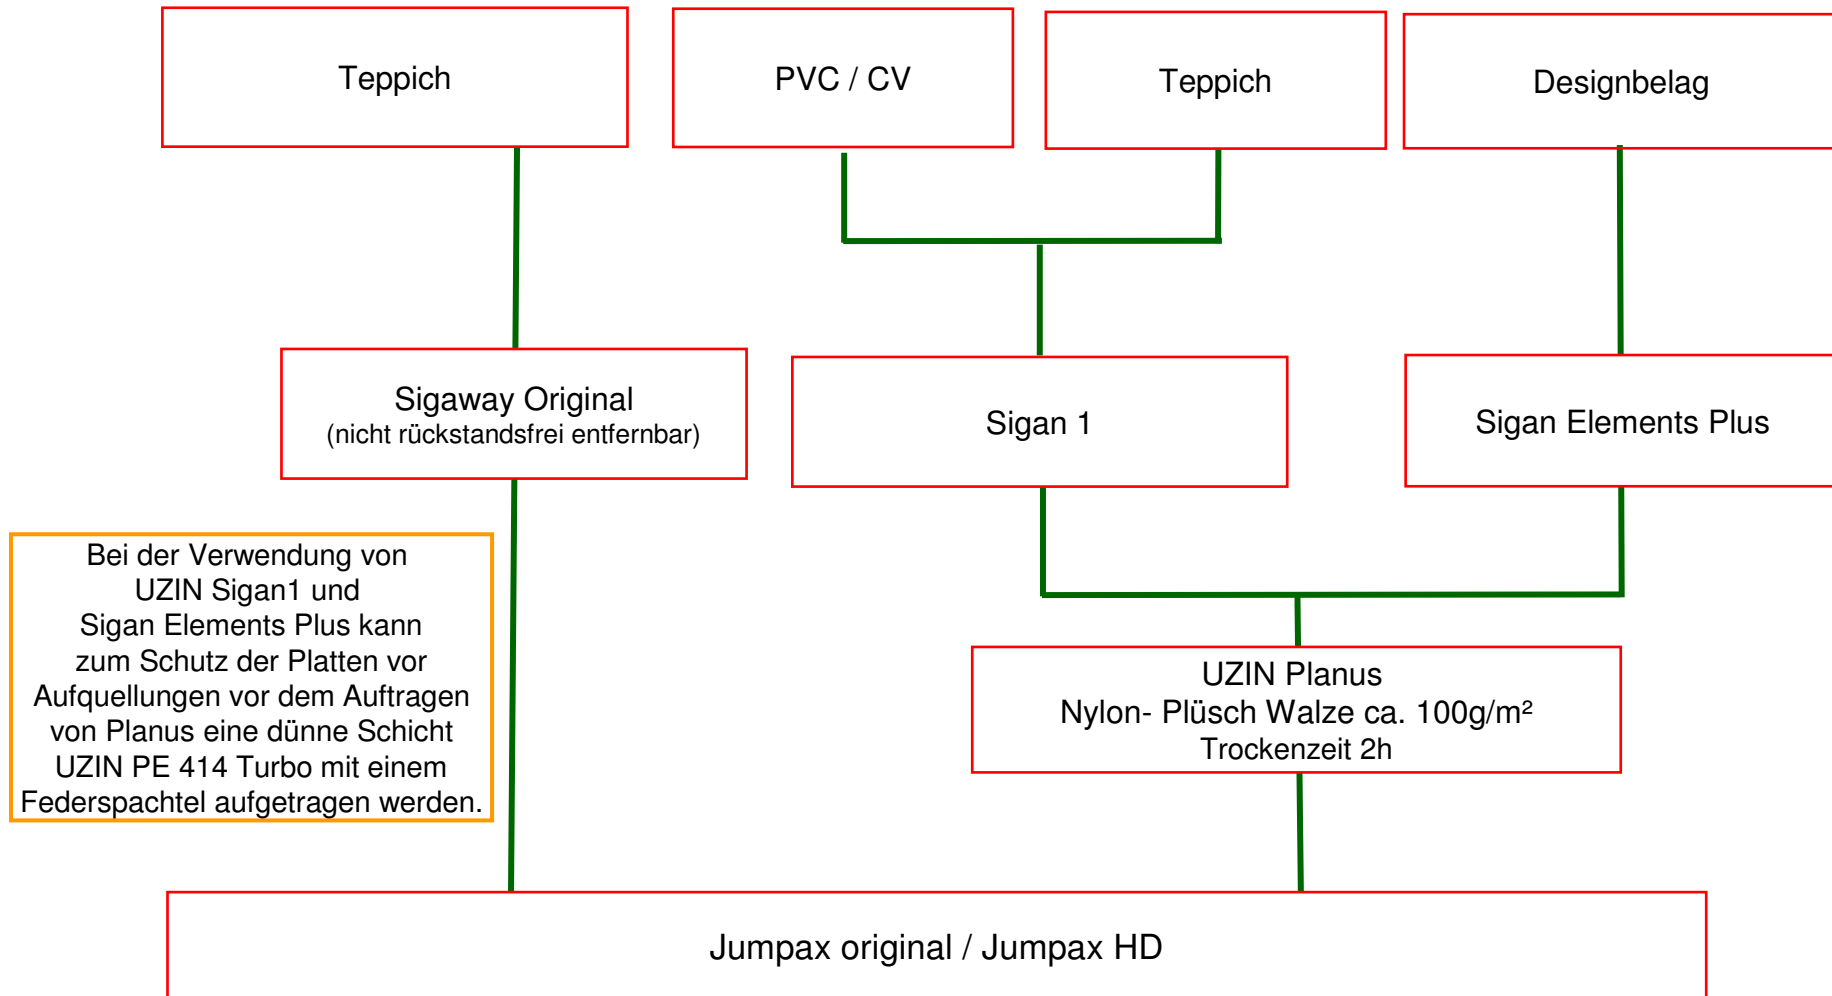 Teppich
PVC / CV
Teppich
Designbelag
Sigaway Original
(nicht rückstandsfrei entfernbar)
Sigan 1
Sigan Elements Plus
Bei der Verwendung von
UZIN Sigan1 und
Sigan Elements Plus kann
zum Schutz der Platten vor
Aufquellungen vor dem Auftragen
von Planus eine dünne Schicht
UZIN PE 414 Turbo mit einem
Federspachtel aufgetragen werden.
UZIN Planus
Nylon- Plüsch Walze ca. 100g/m²
Trockenzeit 2h
Jumpax original / Jumpax HD